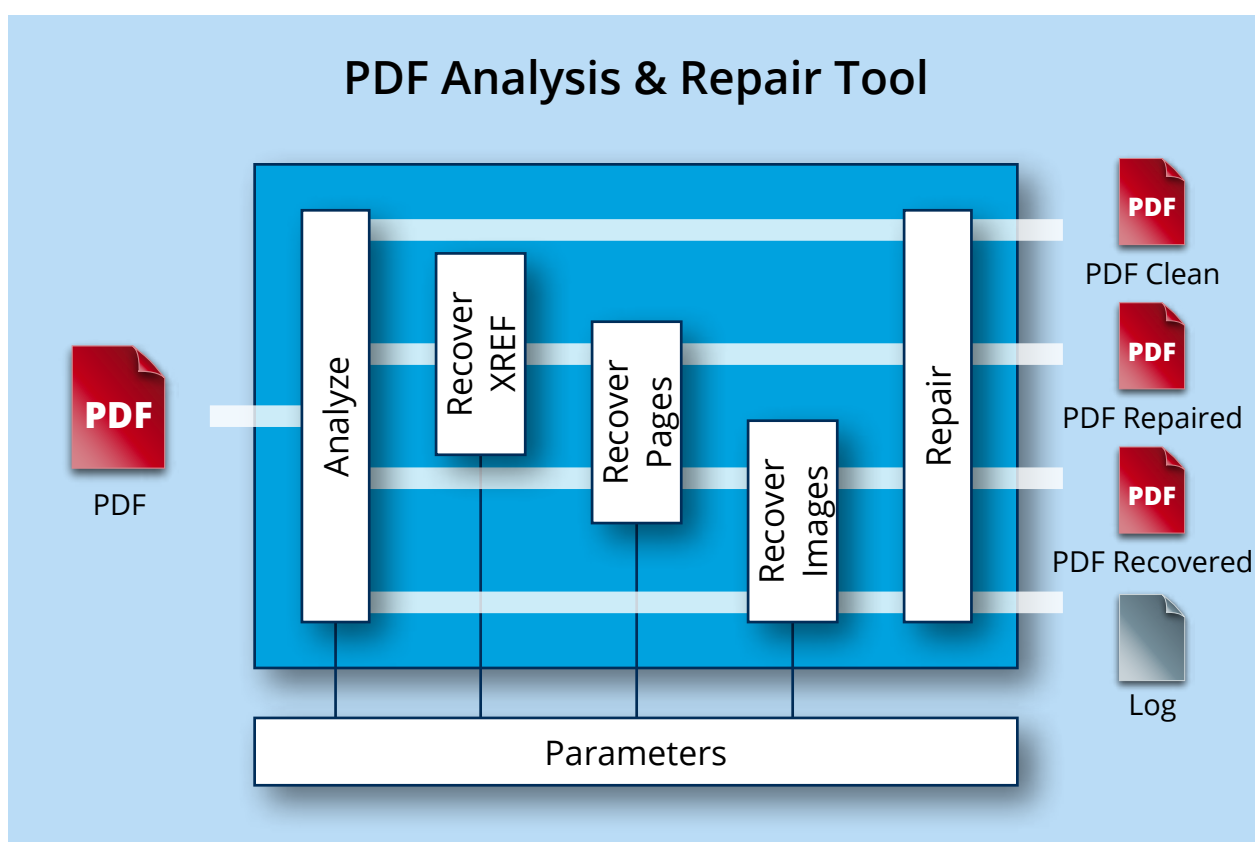 PDF Analysis & Repair Tool
PDF
PDF
Analyze
Recover
XREF
Recover
Pages
Recover
Images
Repair
PDF
PDF Clean
PDF
PDF Repaired
PDF
PDF Recovered
Log
Parameters